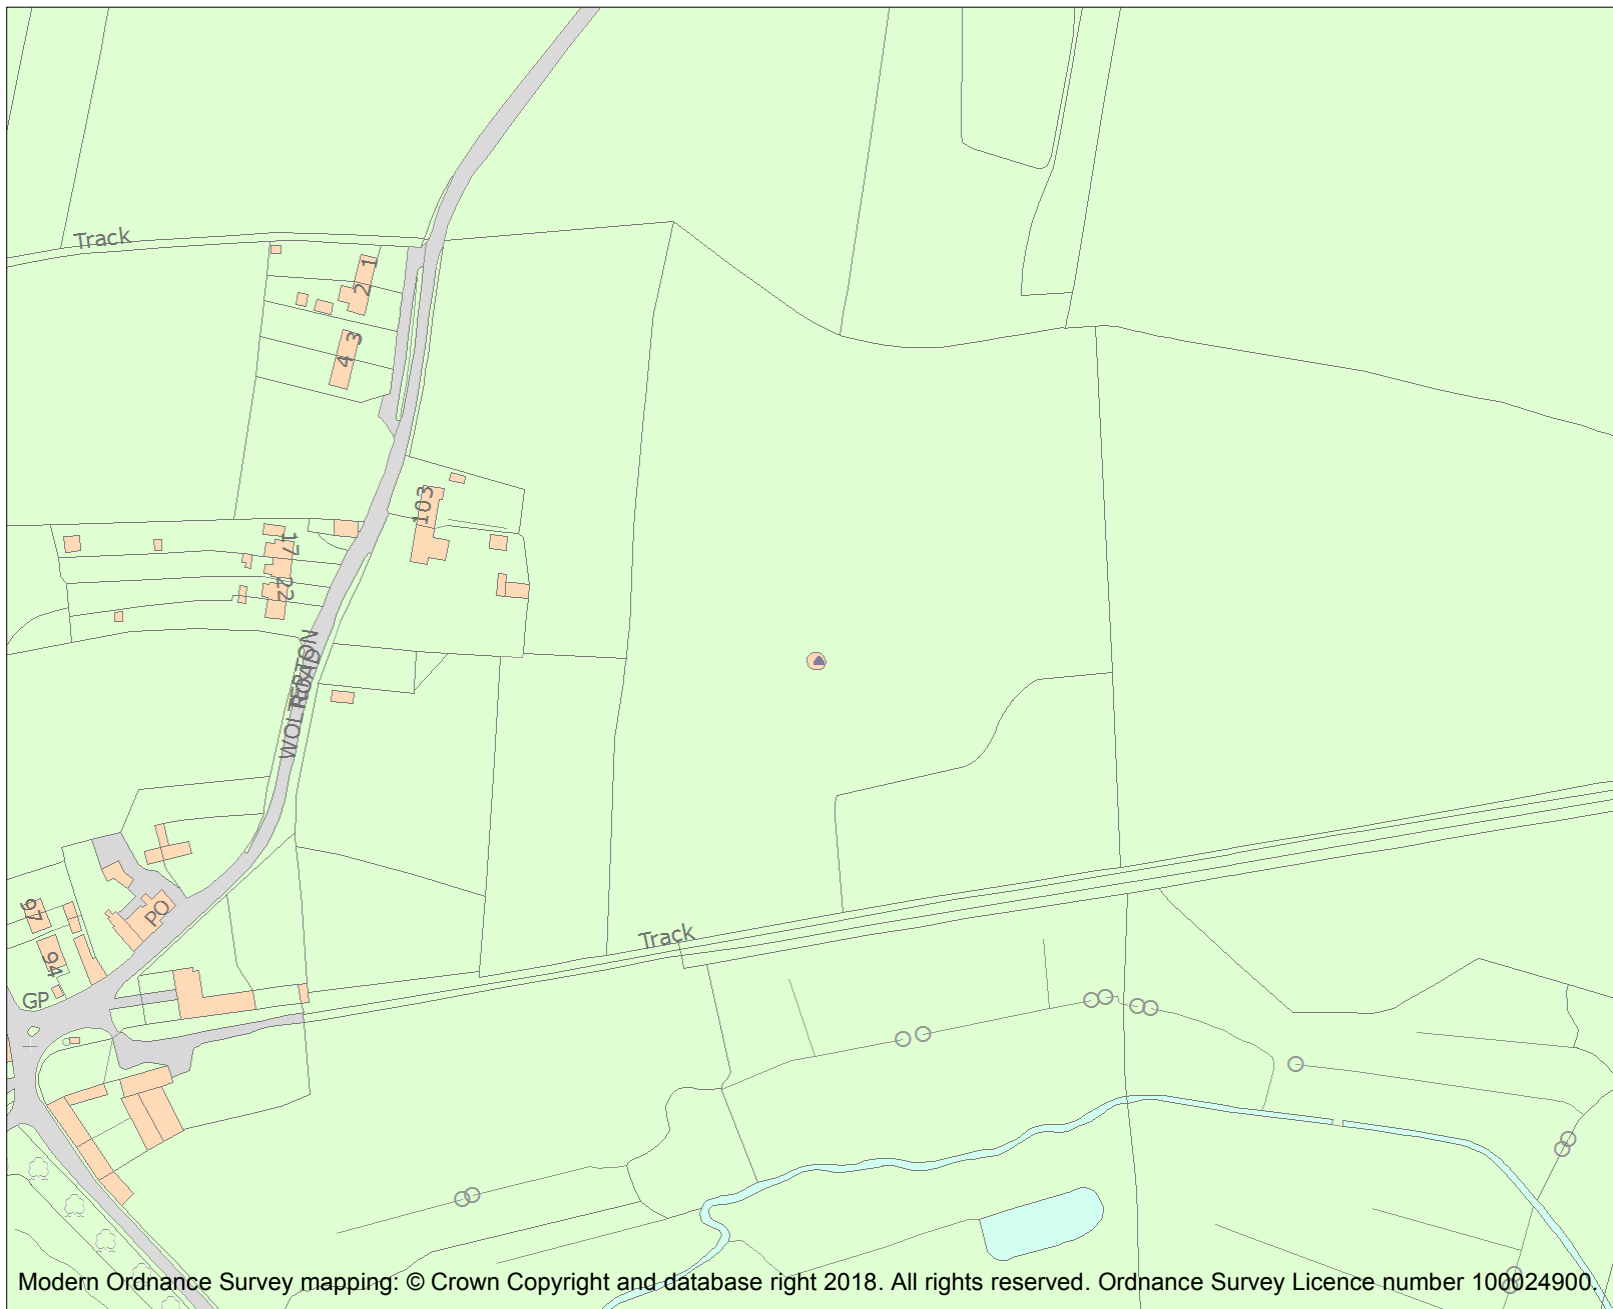 Track
1
2
3
4
103
17
22
WOLTERTON
ROAD
97
PO
94
GP
Track
Modern Ordnance Survey mapping: © Crown Copyright and database right 2018. All rights reserved. Ordnance Survey Licence number 100024900.